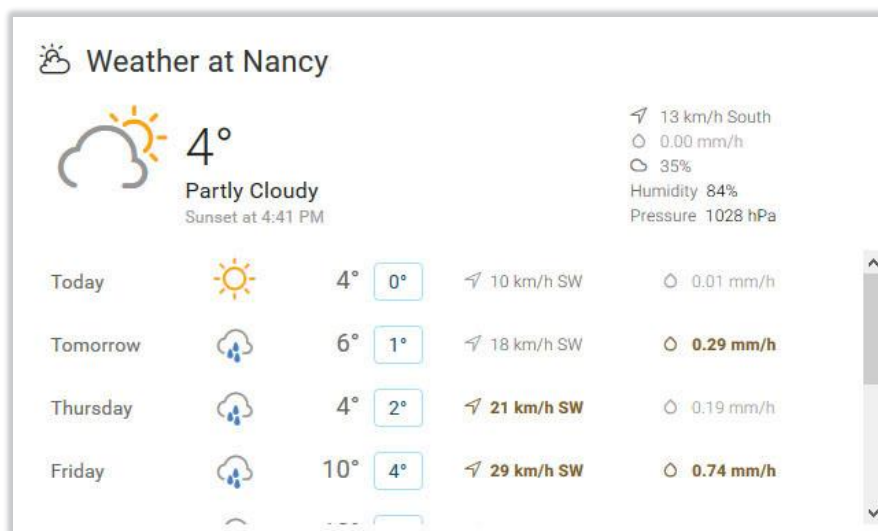 Weather at Nancy
4°
Partly Cloudy
Sunset at 4:41 PM
13 km/h South
0.00 mm/h
35%
Humidity 84%
Pressure 1028 hPa
Today 4° 0° 10 km/h SW 0.01 mm/h
Tomorrow 6° 1° 18 km/h SW 0.29 mm/h
Thursday 4° 2° 21 km/h SW 0.19 mm/h
Friday 10° 4° 29 km/h SW 0.74 mm/h